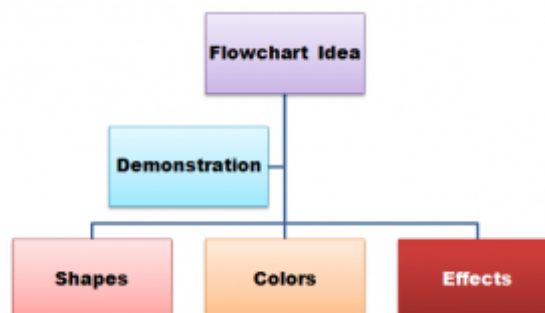 Flowchart Idea
Demonstration
Shapes
Colors
Effects